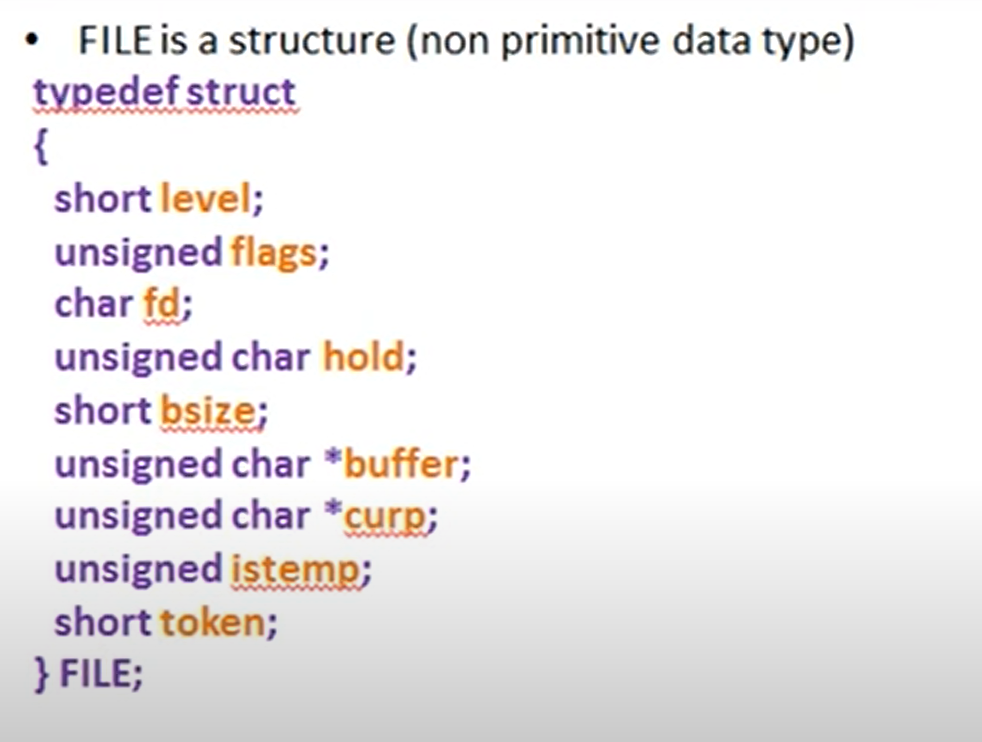 • FILE is a structure (non primitive data type)
typedef struct
{
short level;
unsigned flags;
char fd;
unsigned char hold;
short bsize;
unsigned char *buffer;
unsigned char *curp;
unsigned istemp;
short token;
} FILE;